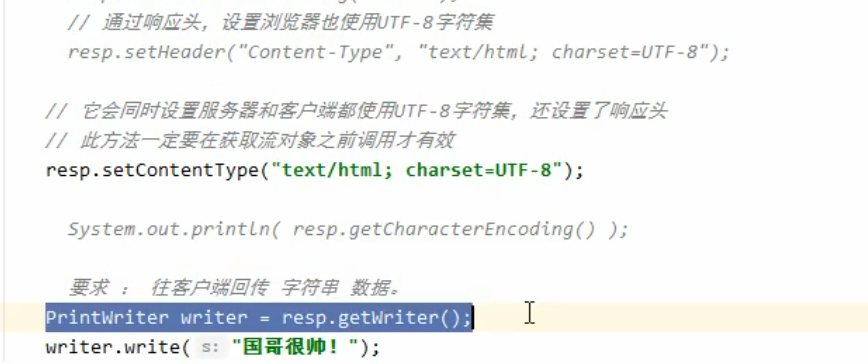 // 通过响应头，设置浏览器也使用UTF-8字符集
resp.setHeader("Content-Type", "text/html; charset=UTF-8");
// 它会同时设置服务器和客户端都使用UTF-8字符集，还设置了响应头
// 此方法一定要在获取流对象之前调用才有效
resp.setContentType("text/html; charset=UTF-8");
System.out.println( resp.getCharacterEncoding() );
要求 ： 往客户端回传 字符串 数据。
PrintWriter writer = resp.getWriter();
writer.write( s: "国哥很帅！");